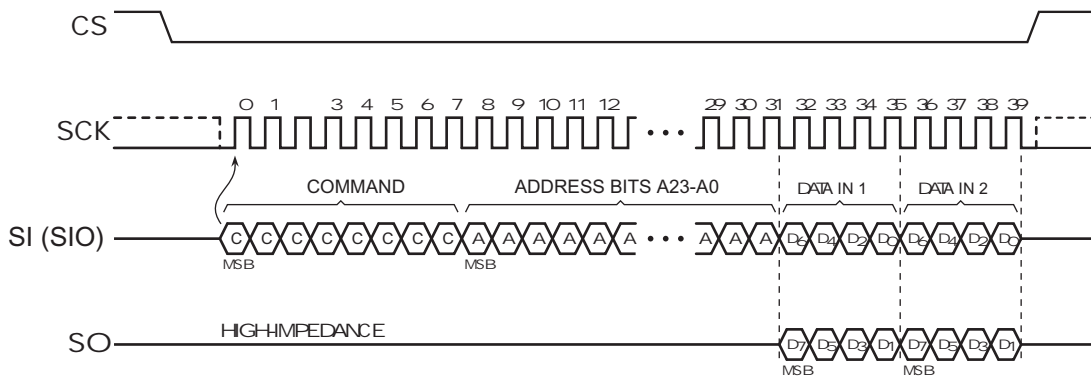 CS
0 1 3 4 5 6 7 8 9 10 11 12 29 30 31 32 33 34 35 36 37 38 39
SCK
COMMAND ADDRESS BITS A23-A0 DATA IN 1 DATA IN 2
SI (SIO) C C C C C C C C A A A A A A A A A D6 D4 D2 D0 D6 D4 D2 D0
MSB MSB
HIGH-IMPEDANCE
SO D7 D5 D3 D1 D7 D5 D3 D1
MSB MSB